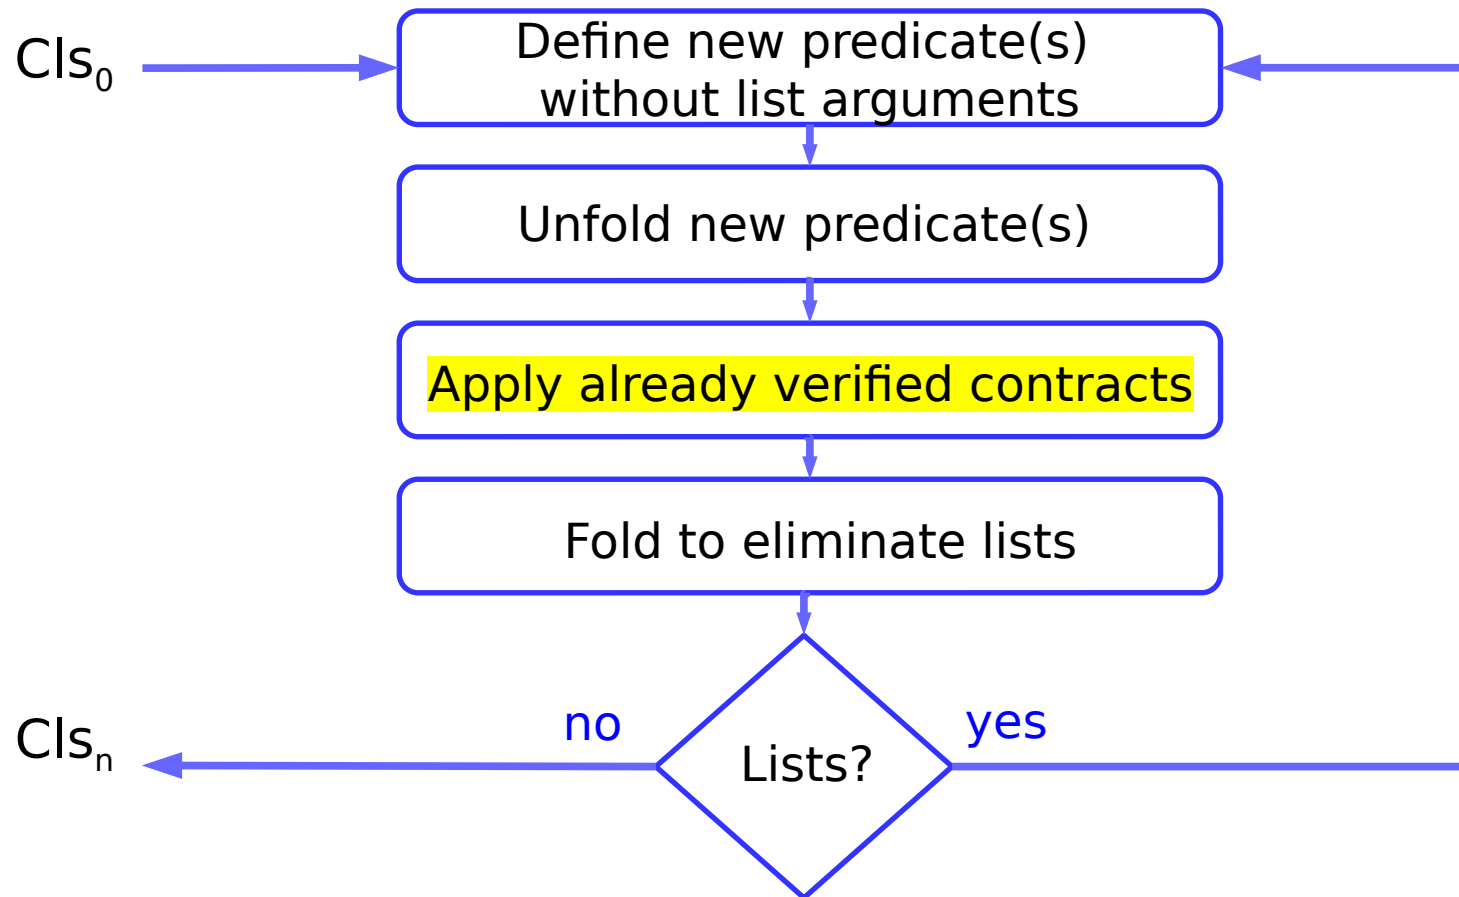 Cls₀
Define new predicate(s)
without list arguments
Unfold new predicate(s)
Apply already verified contracts
Fold to eliminate lists
no
yes
Clsₙ
Lists?